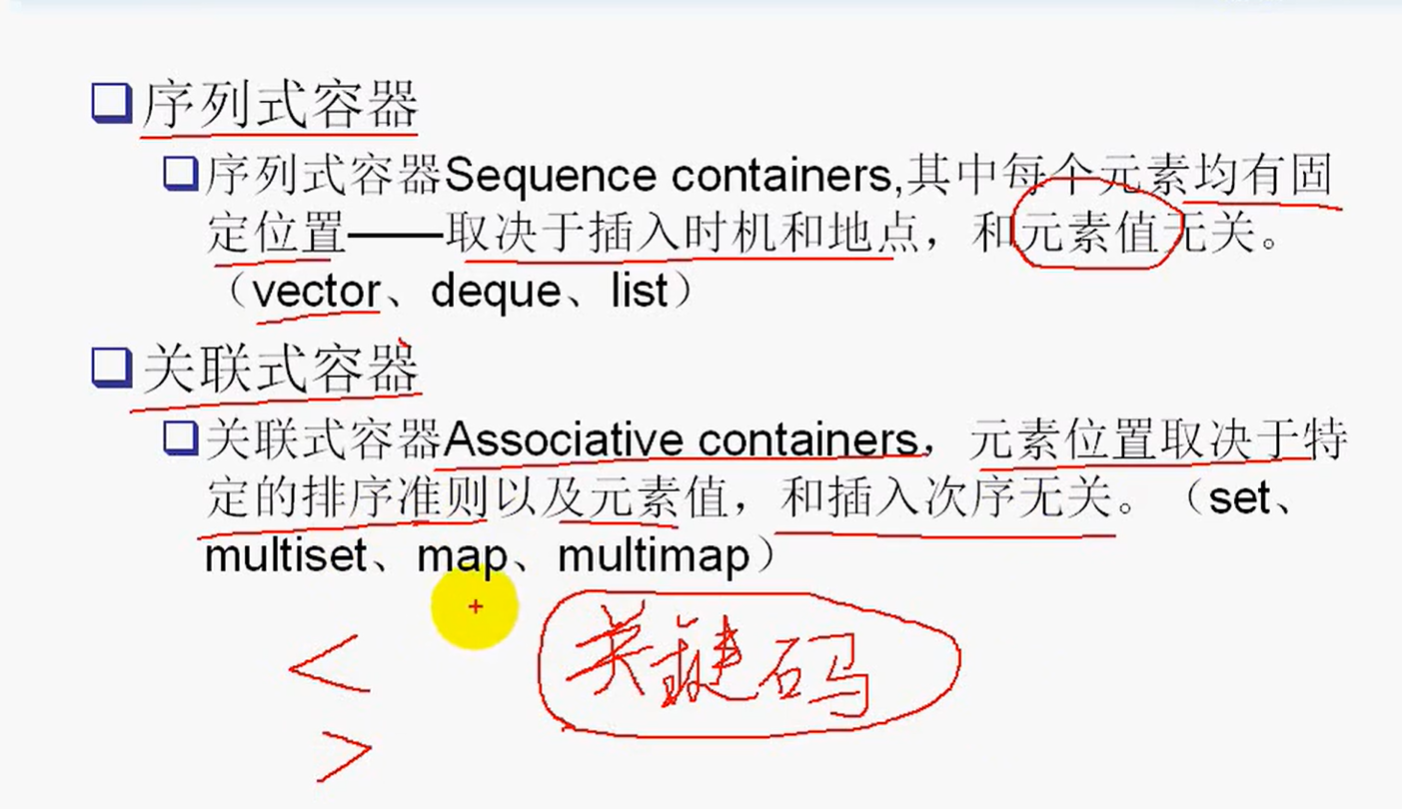 序列式容器
序列式容器Sequence containers,其中每个元素均有固
定位置——取决于插入时机和地点，和元素值无关。
（vector、deque、list）
关联式容器
关联式容器Associative containers，元素位置取决于特
定的排序准则以及元素值，和插入次序无关。（set、
multiset、map、multimap）
<
关键码
>